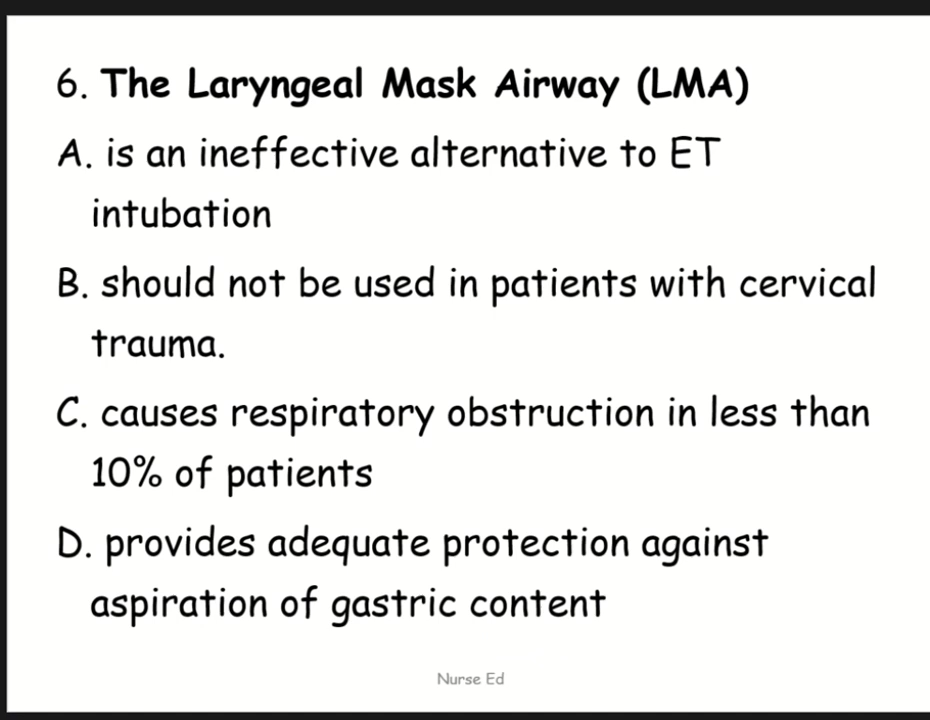 6. The Laryngeal Mask Airway (LMA)
A. is an ineffective alternative to ET
intubation
B. should not be used in patients with cervical
trauma.
C. causes respiratory obstruction in less than
10% of patients
D. provides adequate protection against
aspiration of gastric content
Nurse Ed